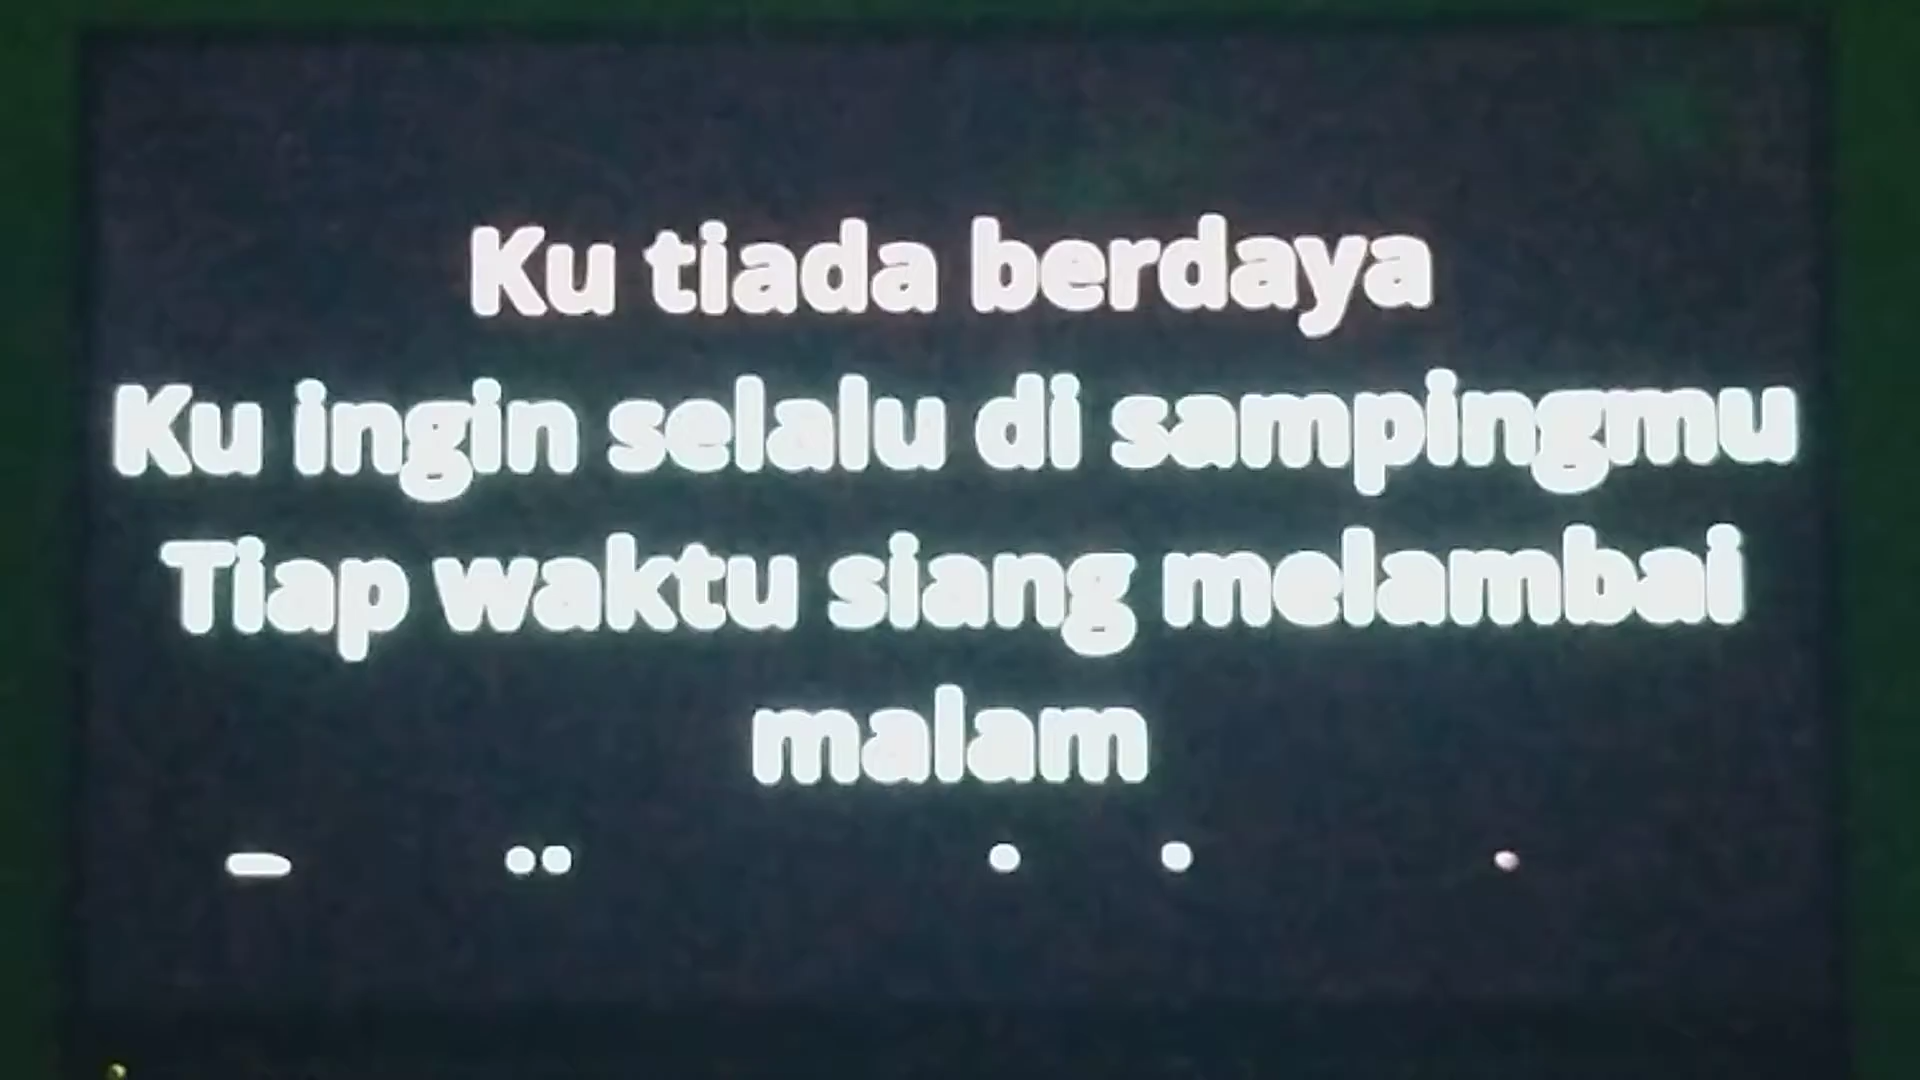 Ku tiada berdaya
Ku ingin selalu di sampingmu
Tiap waktu siang melambai
malam